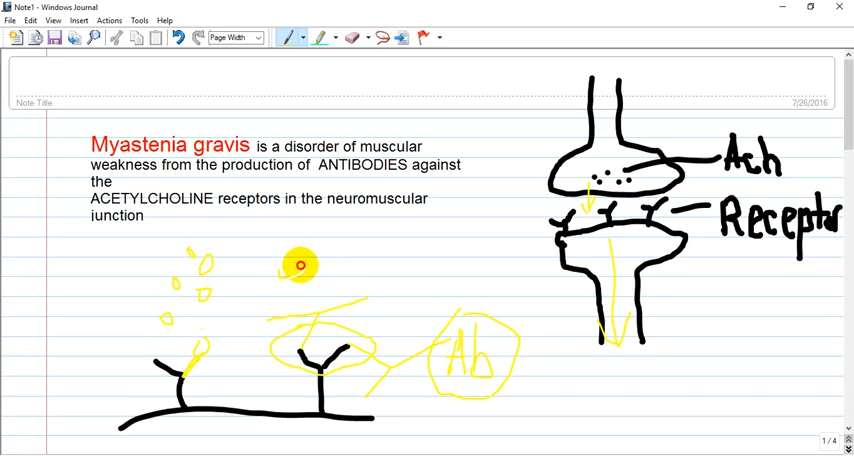 Note1 - Windows Journal
File Edit View Insert Actions Tools Help
Page Width
Note Title
7/26/2016
Myastenia gravis is a disorder of muscular
weakness from the production of ANTIBODIES against
the
ACETYLCHOLINE receptors in the neuromuscular
junction
Ach
Receptor
Ab
1 / 4